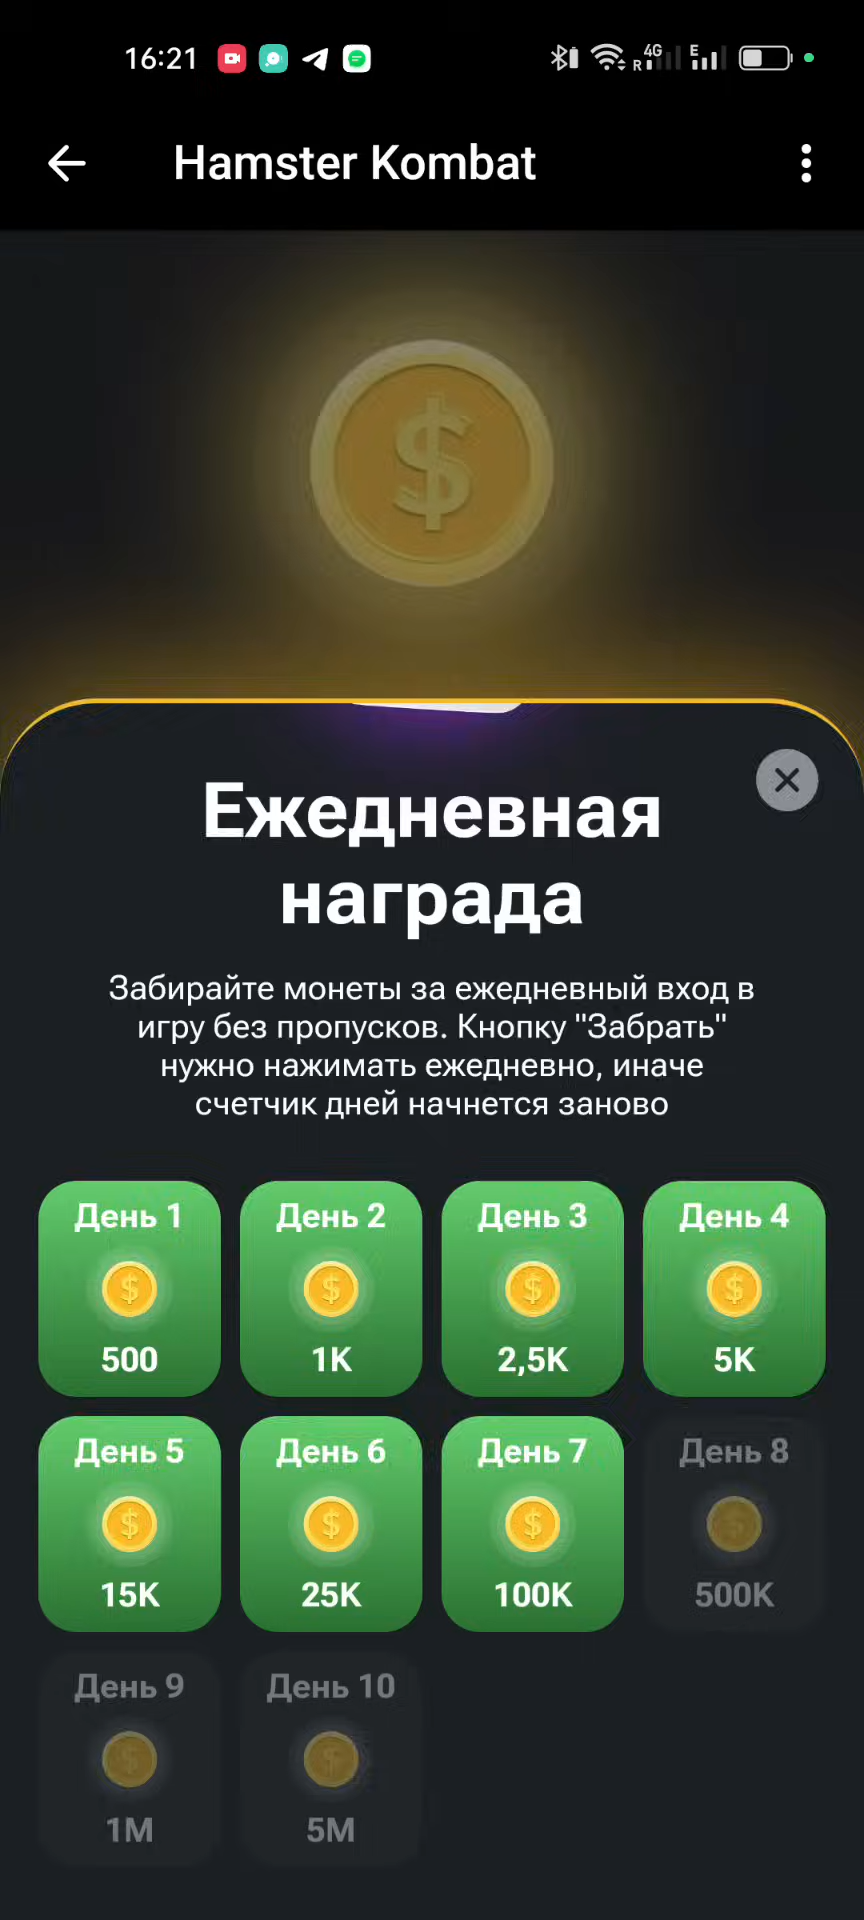 16:21
R 4G E
Hamster Kombat
$
Ежедневная
награда
Забирайте монеты за ежедневный вход в
игру без пропусков. Кнопку "Забрать"
нужно нажимать ежедневно, иначе
счетчик дней начнется заново
День 1 День 2 День 3 День 4
$ $ $ $
500 1K 2,5K 5K
День 5 День 6 День 7 День 8
$ $ $ $
15K 25K 100K 500K
День 9 День 10
$ $
1M 5M